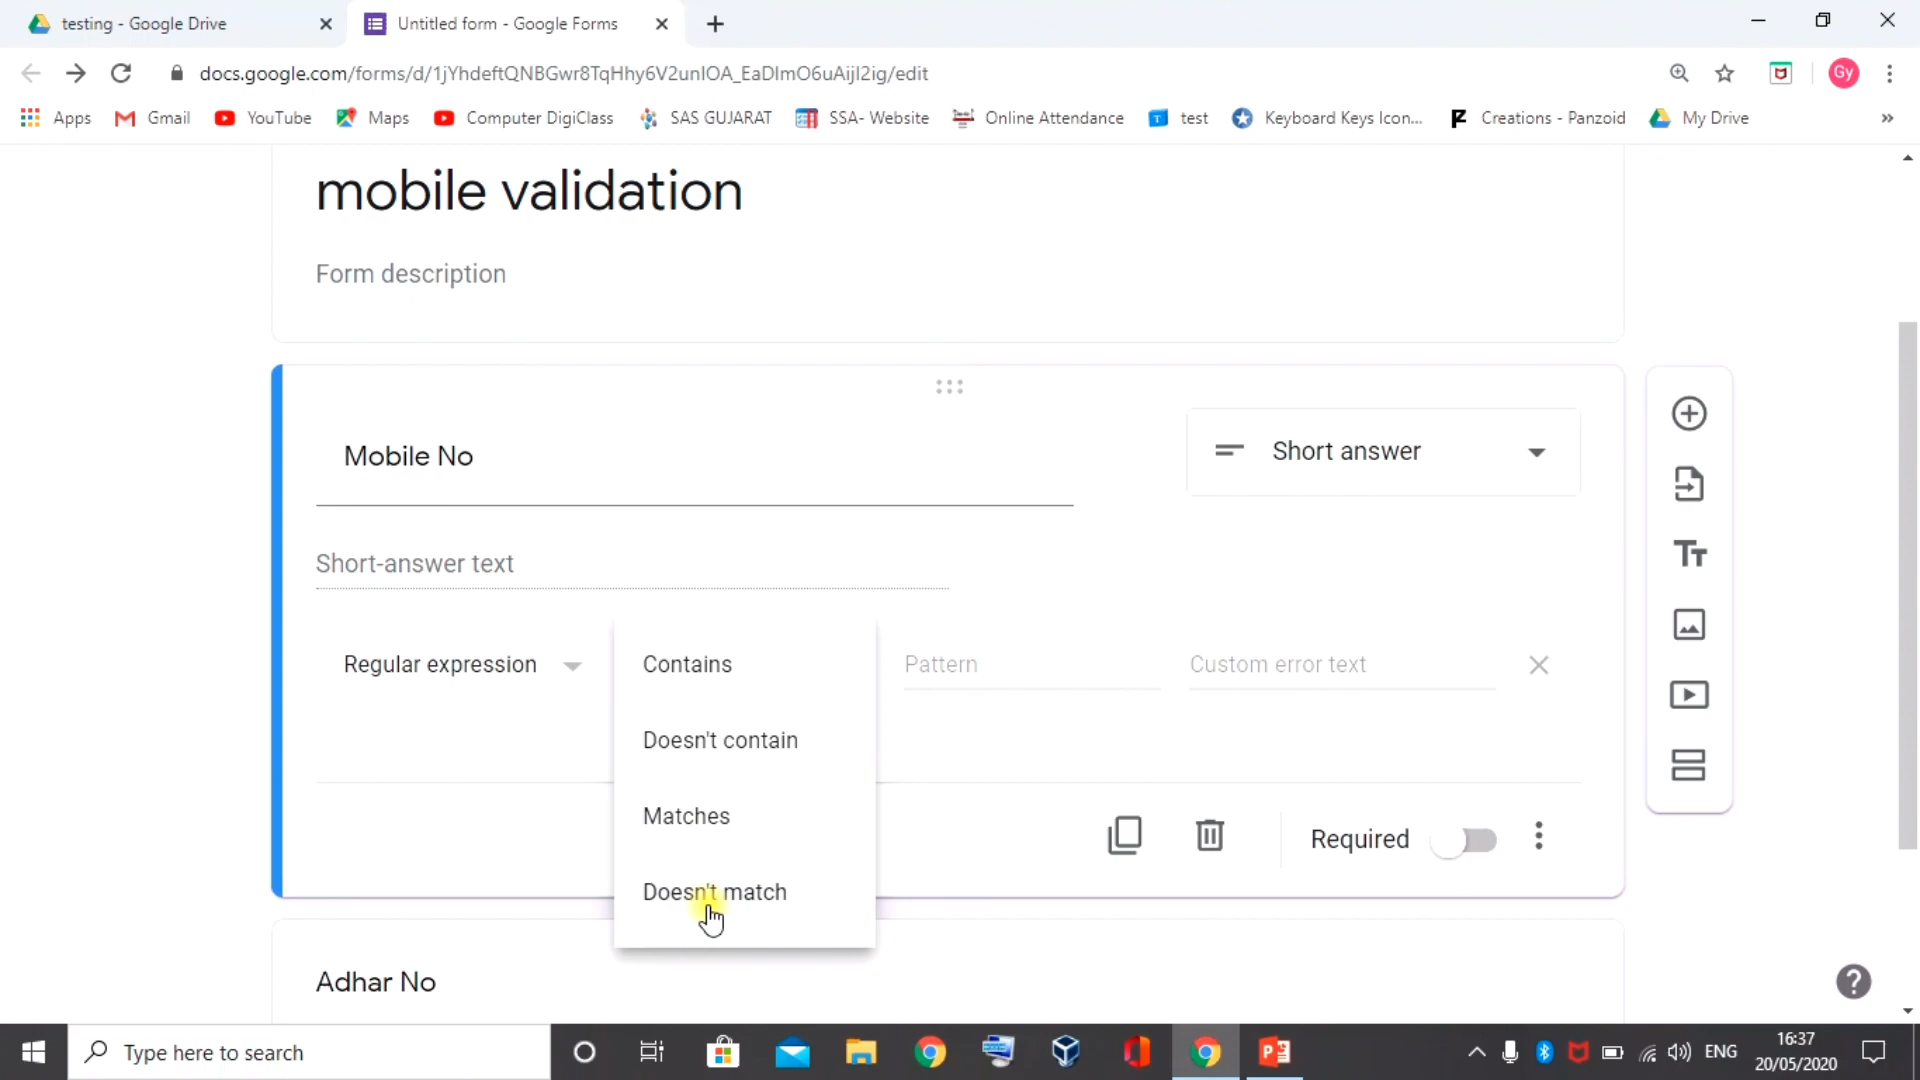 testing - Google Drive
Untitled form - Google Forms
docs.google.com/forms/d/1jYhdeftQNBGwr8TqHhy6V2unIOA_EaDlmO6uAijI2ig/edit
Gy
Apps
Gmail
YouTube
Maps
Computer DigiClass
SAS GUJARAT
SSA- Website
Online Attendance
test
Keyboard Keys Icon...
Creations - Panzoid
My Drive
»
mobile validation
Form description
Mobile No
Short answer
Short-answer text
Regular expression
Contains
Pattern
Custom error text
Doesn't contain
Matches
Required
Doesn't match
Adhar No
Type here to search
ENG
16:37
20/05/2020